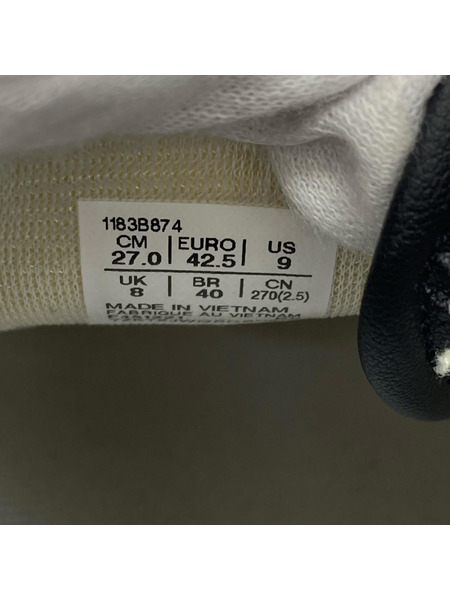 1183B874
CM EURO US
27.0 42.5 9
UK BR CN
8 40 270(2.5)
MADE IN VIETNAM
FABRIQUE AU VIETNAM